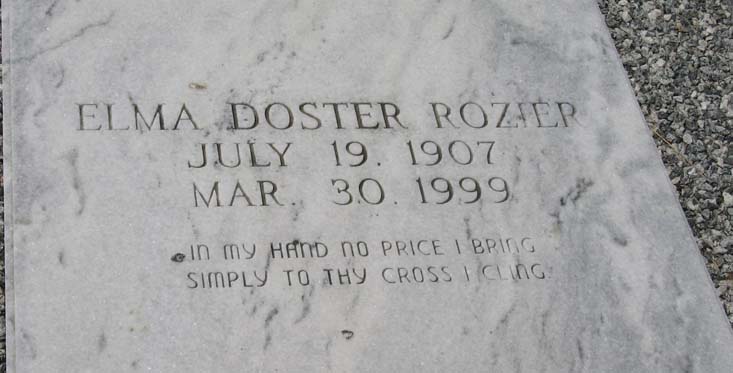 ELMA DOSTER ROZIER
JULY 19. 1907
MAR. 30. 1999
IN MY HAND NO PRICE I BRING
SIMPLY TO THY CROSS I CLING